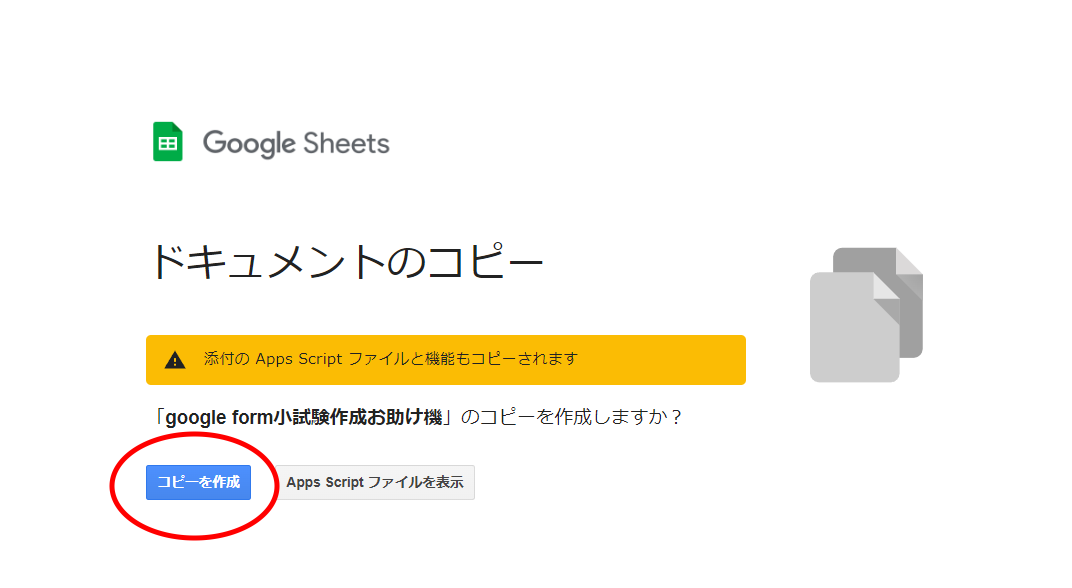 Google Sheets
ドキュメントのコピー
添付の Apps Script ファイルと機能もコピーされます
「google form小試験作成お助け機」のコピーを作成しますか？
コピーを作成
Apps Script ファイルを表示